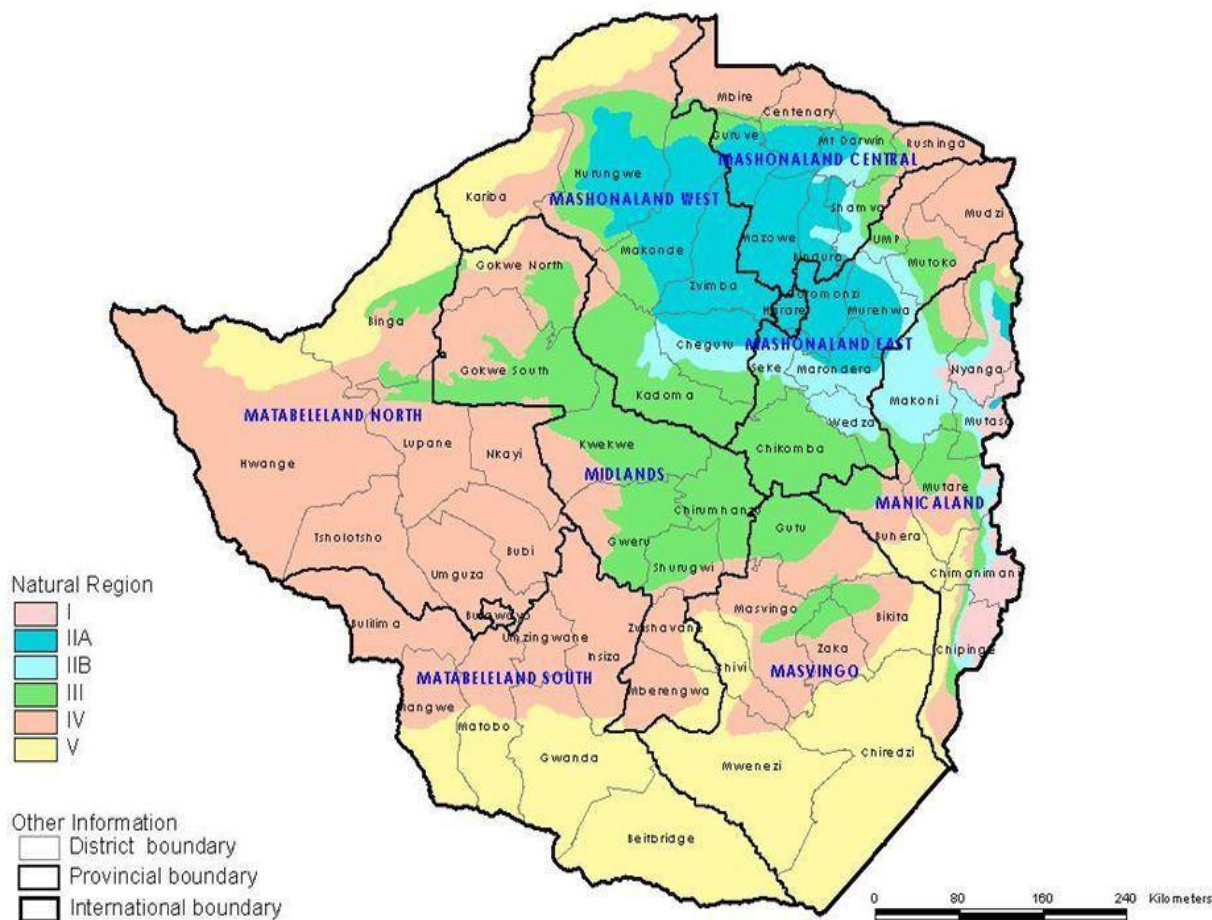 Mbire
Centenary
Guruve
Mt Darwin
Rushinga
MASHONALAND CENTRAL
Hurungwe
MASHONALAND WEST
Kariba
Shamva
Mudzi
Mazowe
UMP
Makonde
Bindura
Mutoko
Gokwe North
Zvimba
Goromonzi
Harare
Murehwa
Binga
Chegutu
MASHONALAND EAST
Seke
Marondera
Nyanga
Gokwe South
Kadoma
Makoni
MATABELELAND NORTH
Wedza
Mutasa
Lupane
Kwekwe
Chikomba
Hwange
Nkayi
MIDLANDS
Mutare
MANICALAND
Chirumhanzu
Gutu
Tsholotsho
Bubi
Gweru
Buhera
Umguza
Shurugwi
Chimanimani
Natural Region
I
IIA
IIB
III
IV
V
Bulilima
Bulawayo
Umzingwane
Zvishavane
Masvingo
Bikita
Insiza
Zaka
Chipinge
MATABELELAND SOUTH
Chivi
MASVINGO
Mberengwa
Mangwe
Matobo
Gwanda
Mwenezi
Chiredzi
Beitbridge
Other Information
District boundary
Provincial boundary
International boundary
0 80 160 240 Kilometers